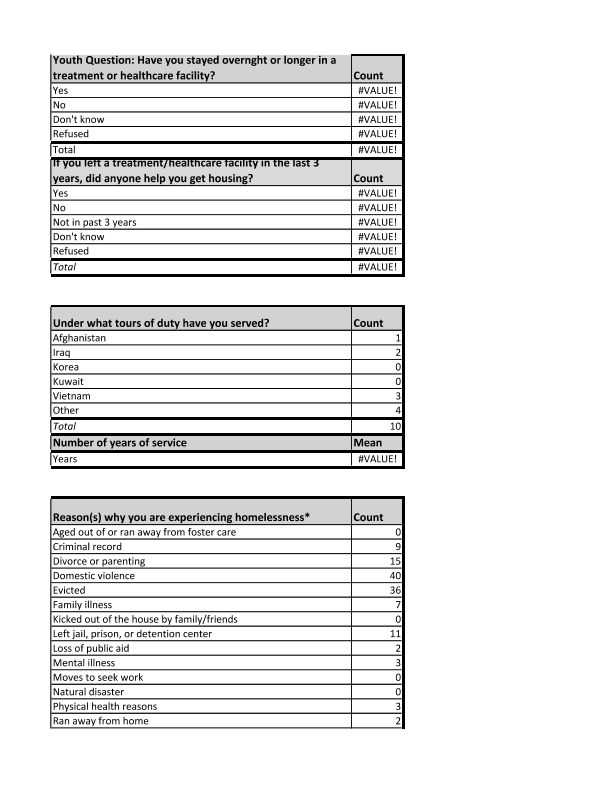 Youth Question: Have you stayed overnght or longer in a
treatment or healthcare facility? Count
Yes #VALUE!
No #VALUE!
Don't know #VALUE!
Refused #VALUE!
Total #VALUE!
If you left a treatment/healthcare facility in the last 3
years, did anyone help you get housing? Count
Yes #VALUE!
No #VALUE!
Not in past 3 years #VALUE!
Don't know #VALUE!
Refused #VALUE!
Total #VALUE!
Under what tours of duty have you served? Count
Afghanistan 1
Iraq 2
Korea 0
Kuwait 0
Vietnam 3
Other 4
Total 10
Number of years of service Mean
Years #VALUE!
Reason(s) why you are experiencing homelessness* Count
Aged out of or ran away from foster care 0
Criminal record 9
Divorce or parenting 15
Domestic violence 40
Evicted 36
Family illness 7
Kicked out of the house by family/friends 0
Left jail, prison, or detention center 11
Loss of public aid 2
Mental illness 3
Moves to seek work 0
Natural disaster 0
Physical health reasons 3
Ran away from home 2